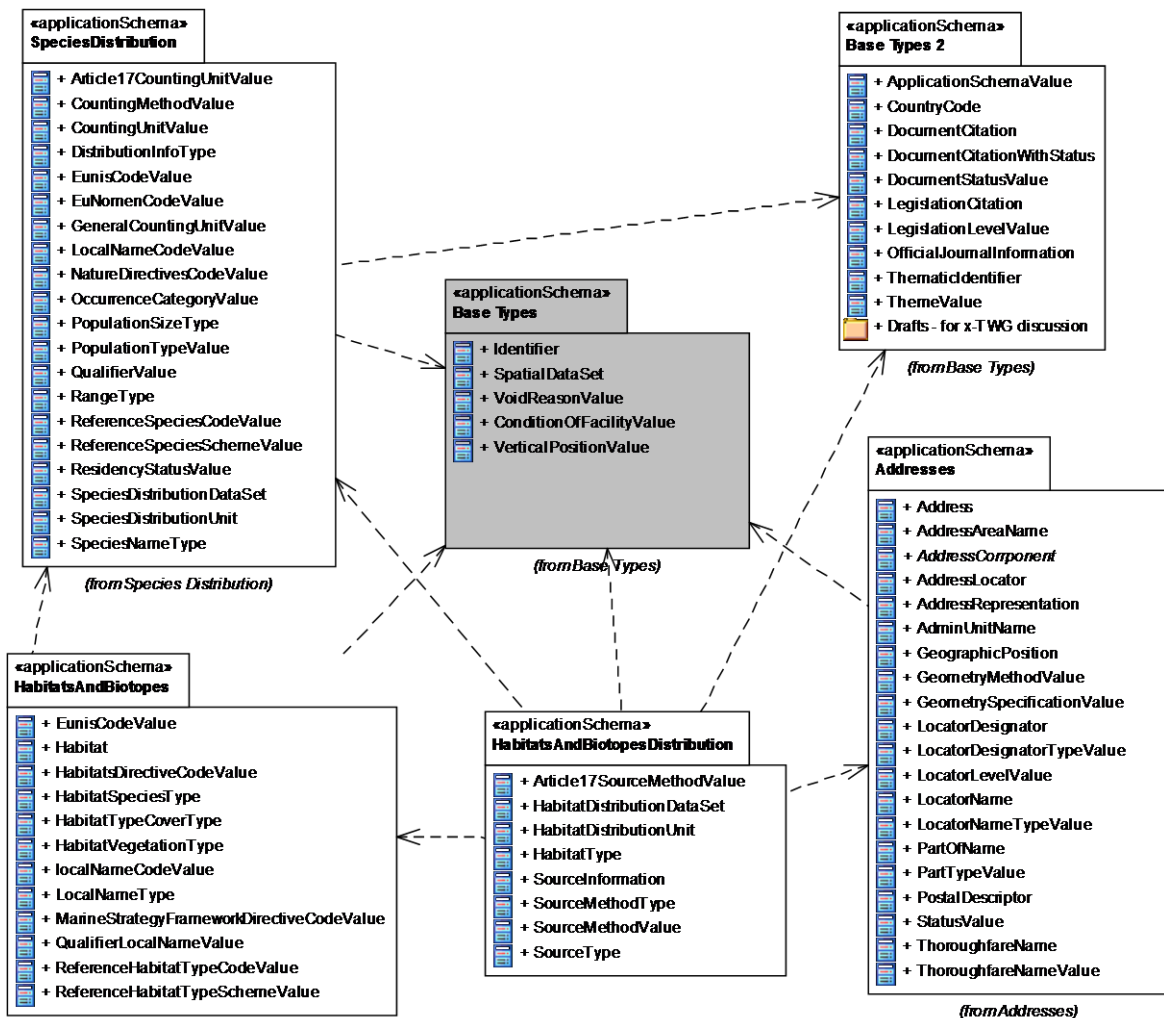 «applicationSchema»
SpeciesDistribution
+ Article17CountingUnitValue
+ CountingMethodValue
+ CountingUnitValue
+ DistributionInfoType
+ EunisCodeValue
+ EuNomenCodeValue
+ GeneralCountingUnitValue
+ LocalNameCodeValue
+ NatureDirectivesCodeValue
+ OccurrenceCategoryValue
+ PopulationSizeType
+ PopulationTypeValue
+ QualifierValue
+ RangeType
+ ReferenceSpeciesCodeValue
+ ReferenceSpeciesSchemeValue
+ ResidencyStatusValue
+ SpeciesDistributionDataSet
+ SpeciesDistributionUnit
+ SpeciesNameType
(from Species Distribution)
«applicationSchema»
Base Types 2
+ ApplicationSchemaValue
+ CountryCode
+ DocumentCitation
+ DocumentCitationWithStatus
+ DocumentStatusValue
+ LegislationCitation
+ LegislationLevelValue
+ OfficialJournalInformation
+ ThematicIdentifier
+ ThemeValue
+ Drafts - for x-TWG discussion
(from Base Types)
«applicationSchema»
Base Types
+ Identifier
+ SpatialDataSet
+ VoidReasonValue
+ ConditionOfFacilityValue
+ VerticalPositionValue
(from Base Types)
«applicationSchema»
Addresses
+ Address
+ AddressAreaName
+ AddressComponent
+ AddressLocator
+ AddressRepresentation
+ AdminUnitName
+ GeographicPosition
+ GeometryMethodValue
+ GeometrySpecificationValue
+ LocatorDesignator
+ LocatorDesignatorTypeValue
+ LocatorLevelValue
+ LocatorName
+ LocatorNameTypeValue
+ PartOfName
+ PartTypeValue
+ PostalDescriptor
+ StatusValue
+ ThoroughfareName
+ ThoroughfareNameValue
(from Addresses)
«applicationSchema»
HabitatsAndBiotopes
+ EunisCodeValue
+ Habitat
+ HabitatsDirectiveCodeValue
+ HabitatSpeciesType
+ HabitatTypeCoverType
+ HabitatVegetationType
+ localNameCodeValue
+ LocalNameType
+ MarineStrategyFrameworkDirectiveCodeValue
+ QualifierLocalNameValue
+ ReferenceHabitatTypeCodeValue
+ ReferenceHabitatTypeSchemeValue
«applicationSchema»
HabitatsAndBiotopesDistribution
+ Article17SourceMethodValue
+ HabitatDistributionDataSet
+ HabitatDistributionUnit
+ HabitatType
+ SourceInformation
+ SourceMethodType
+ SourceMethodValue
+ SourceType